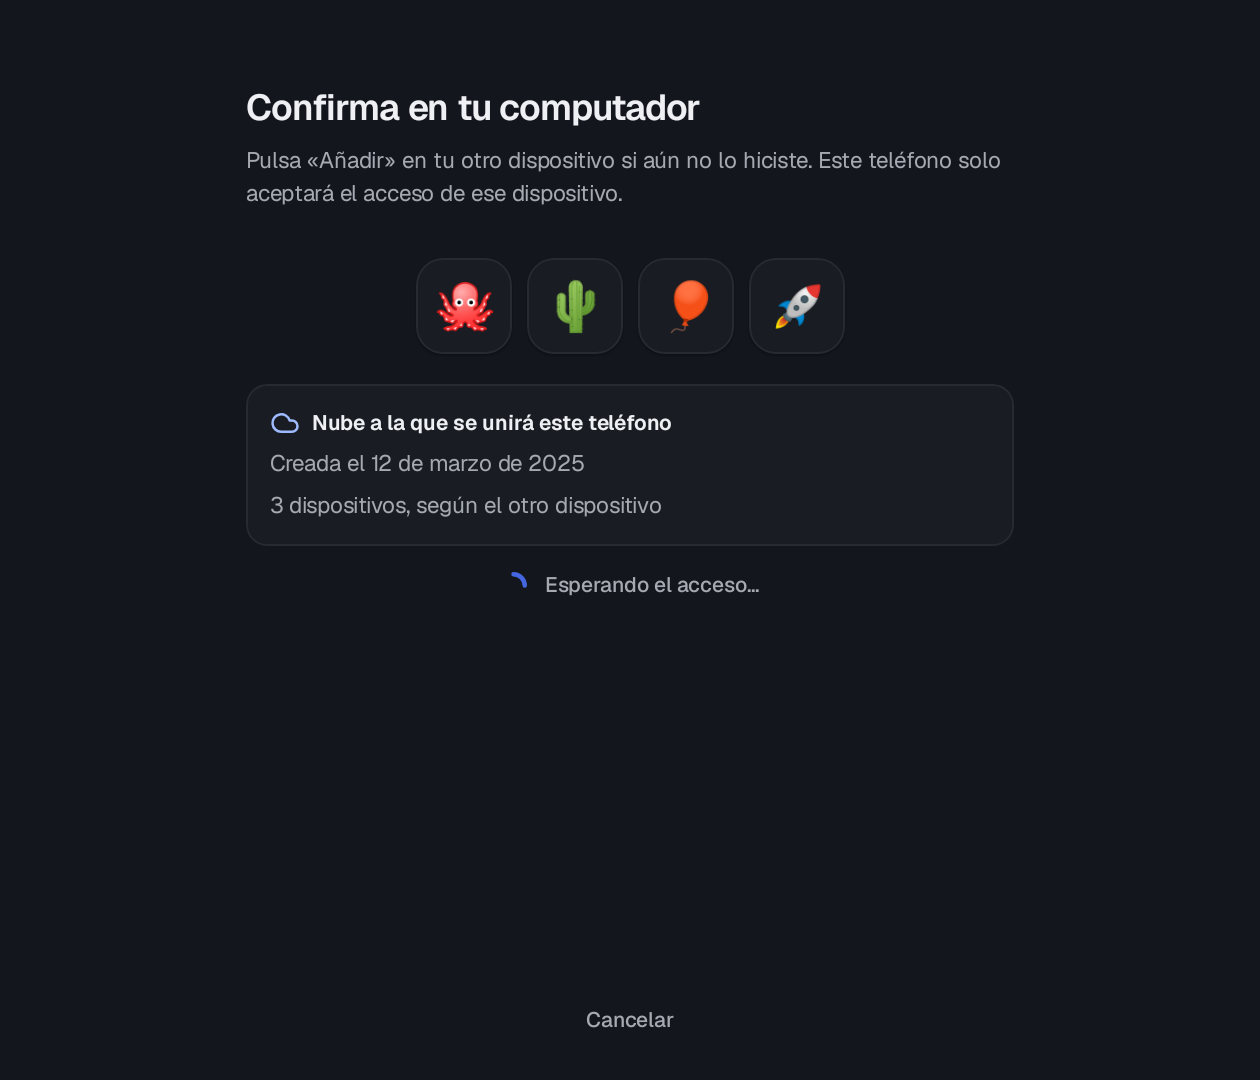 Confirma en tu computador
Pulsa «Añadir» en tu otro dispositivo si aún no lo hiciste. Este teléfono solo
aceptará el acceso de ese dispositivo.
Nube a la que se unirá este teléfono
Creada el 12 de marzo de 2025
3 dispositivos, según el otro dispositivo
Esperando el acceso…
Cancelar